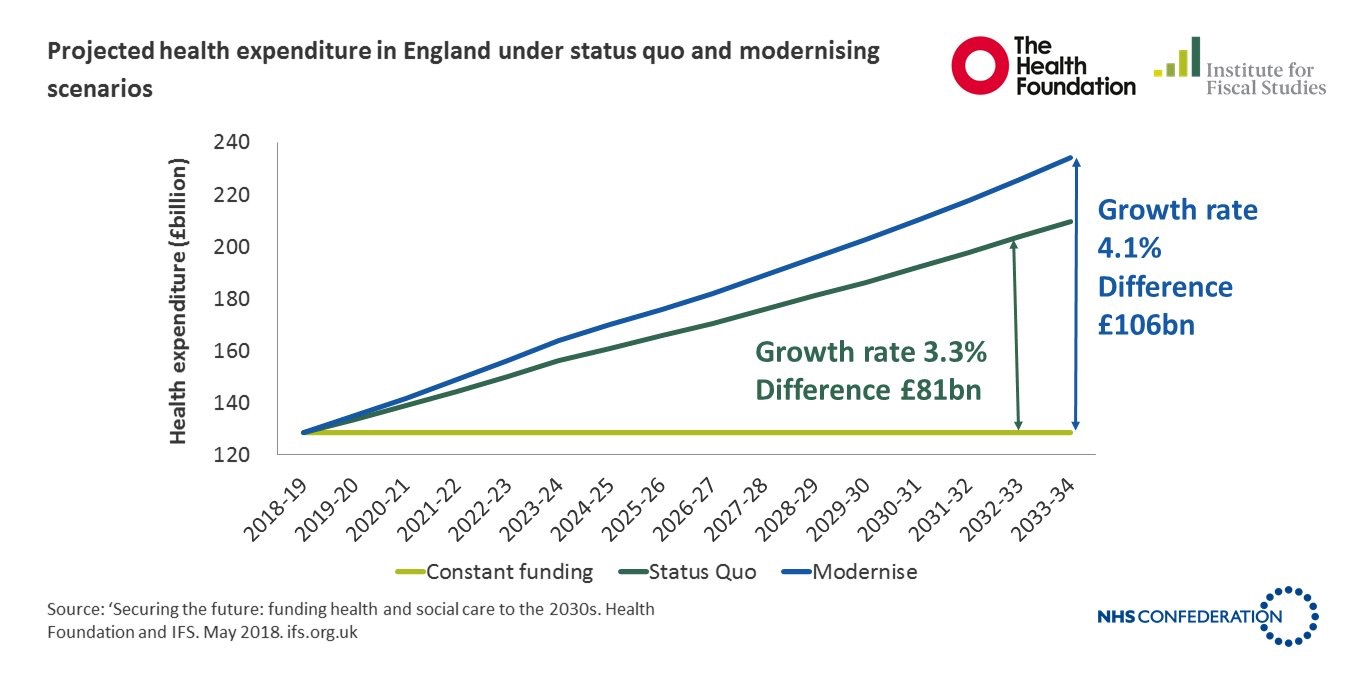 Projected health expenditure in England under status quo and modernising
scenarios
The
Health
Foundation
Institute for
Fiscal Studies
Health expenditure (£billion)
240
220
200
180
160
140
120
Growth rate
4.1%
Difference
£106bn
Growth rate 3.3%
Difference £81bn
2018-19
2019-20
2020-21
2021-22
2022-23
2023-24
2024-25
2025-26
2026-27
2027-28
2028-29
2029-30
2030-31
2031-32
2032-33
2033-34
Constant funding
Status Quo
Modernise
Source: ‘Securing the future: funding health and social care to the 2030s. Health
Foundation and IFS. May 2018. ifs.org.uk
NHS CONFEDERATION